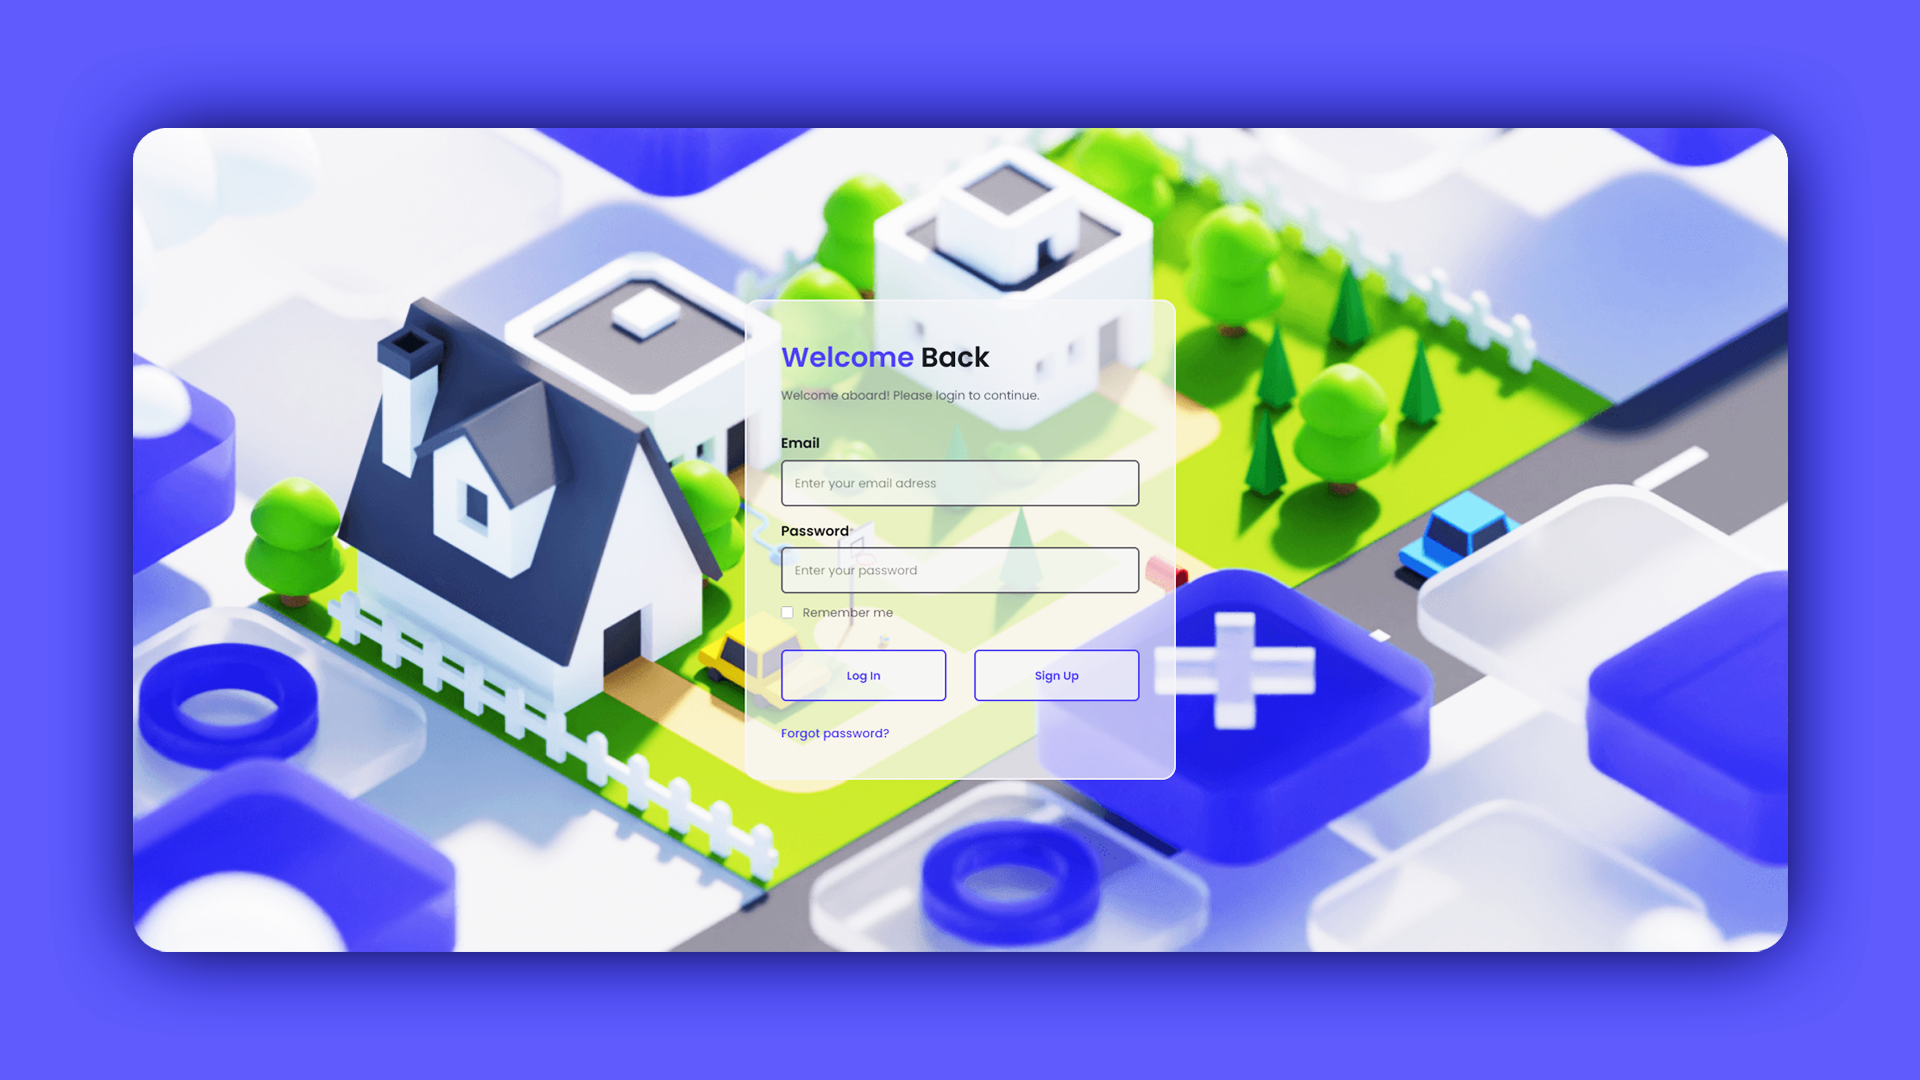 Welcome Back
Welcome aboard! Please login to continue.
Email
Enter your email adress
Password
Enter your password
Remember me
Log In
Sign Up
Forgot password?